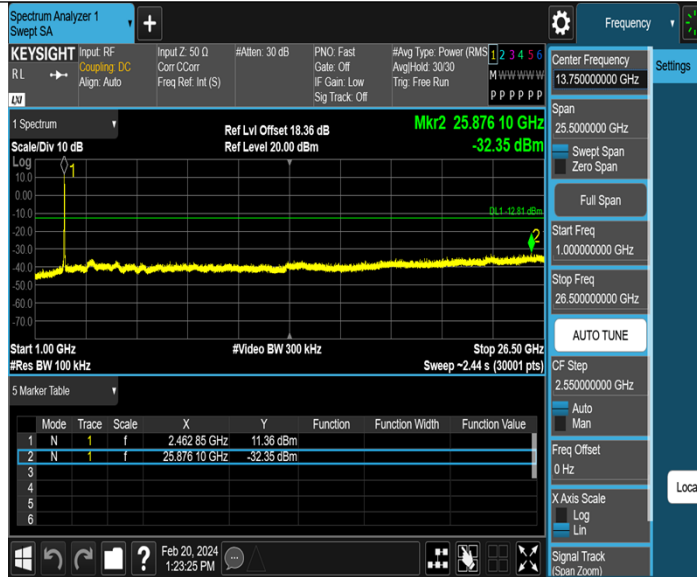 Spectrum Analyzer 1
Swept SA
+
Frequency
KEYSIGHT
RL
LXI
Input: RF
Coupling: DC
Align: Auto
Input Z: 50 Ω
Corr CCorr
Freq Ref: Int (S)
#Atten: 30 dB
PNO: Fast
Gate: Off
IF Gain: Low
Sig Track: Off
#Avg Type: Power (RMS
Avg|Hold: 30/30
Trig: Free Run
1 2 3 4 5 6
M W W W W W
P P P P P P
1 Spectrum
Scale/Div 10 dB
Ref Lvl Offset 18.36 dB
Ref Level 20.00 dBm
Mkr2 25.876 10 GHz
-32.35 dBm
Log
10.0
0.00
-10.0
-20.0
-30.0
-40.0
-50.0
-60.0
-70.0
1
DL1 -12.81 dBm
2
Start 1.00 GHz
#Video BW 300 kHz
Stop 26.50 GHz
#Res BW 100 kHz
Sweep ~2.44 s (30001 pts)
5 Marker Table
Mode Trace Scale X Y Function Function Width Function Value
1 N 1 f 2.462 85 GHz 11.36 dBm
2 N 1 f 25.876 10 GHz -32.35 dBm
3
4
5
6
?
Feb 20, 2024
1:23:25 PM
Center Frequency
13.750000000 GHz
Settings
Span
25.5000000 GHz
Swept Span
Zero Span
Full Span
Start Freq
1.000000000 GHz
Stop Freq
26.500000000 GHz
AUTO TUNE
CF Step
2.550000000 GHz
Auto
Man
Freq Offset
0 Hz
Loca
X Axis Scale
Log
Lin
Signal Track
(Span Zoom)